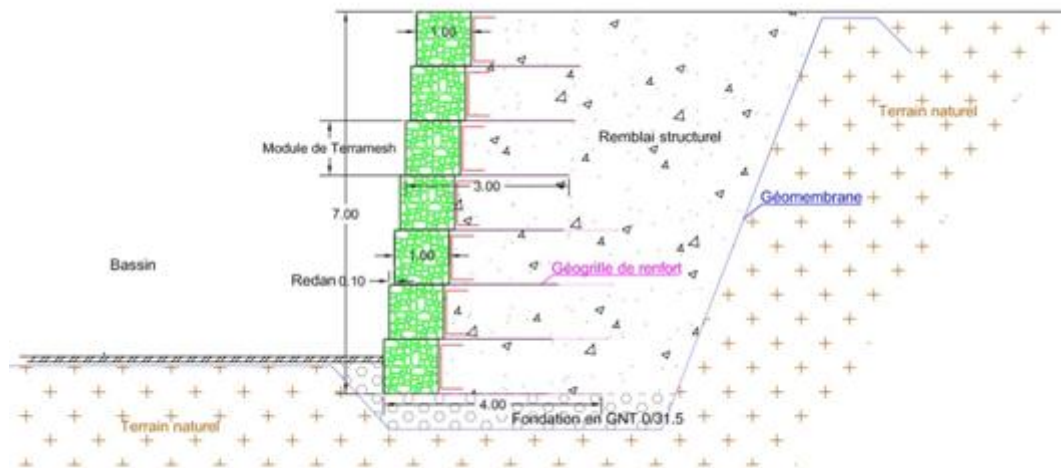 1.00
Terrain naturel
Remblai structurel
Module de Terramesh
3.00
Géomembrane
7.00
1.00
Bassin
Géogrille de renfort
Redan 0.10
4.00
Fondation en GNT 0/31.5
Terrain naturel